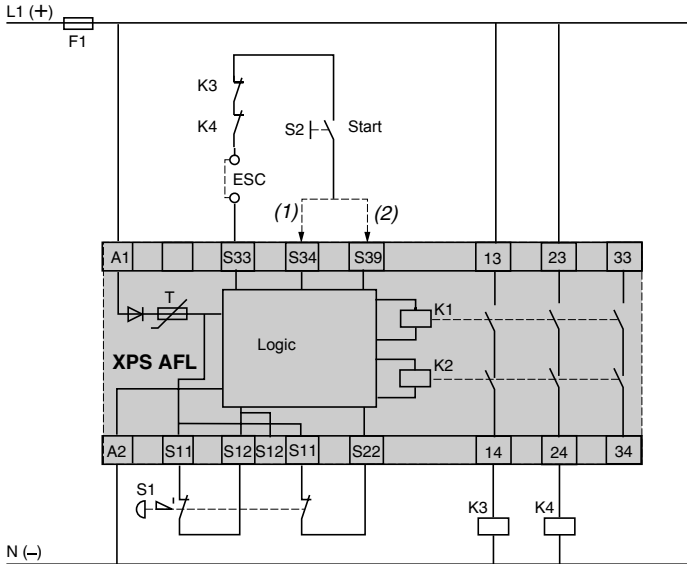 L1 (+)
F1
K3
K4
S2
Start
ESC
(1)
(2)
A1
S33
S34
S39
13
23
33
T
K1
Logic
XPS AFL
K2
A2
S11
S12
S12
S11
S22
14
24
34
S1
K3
K4
N (–)